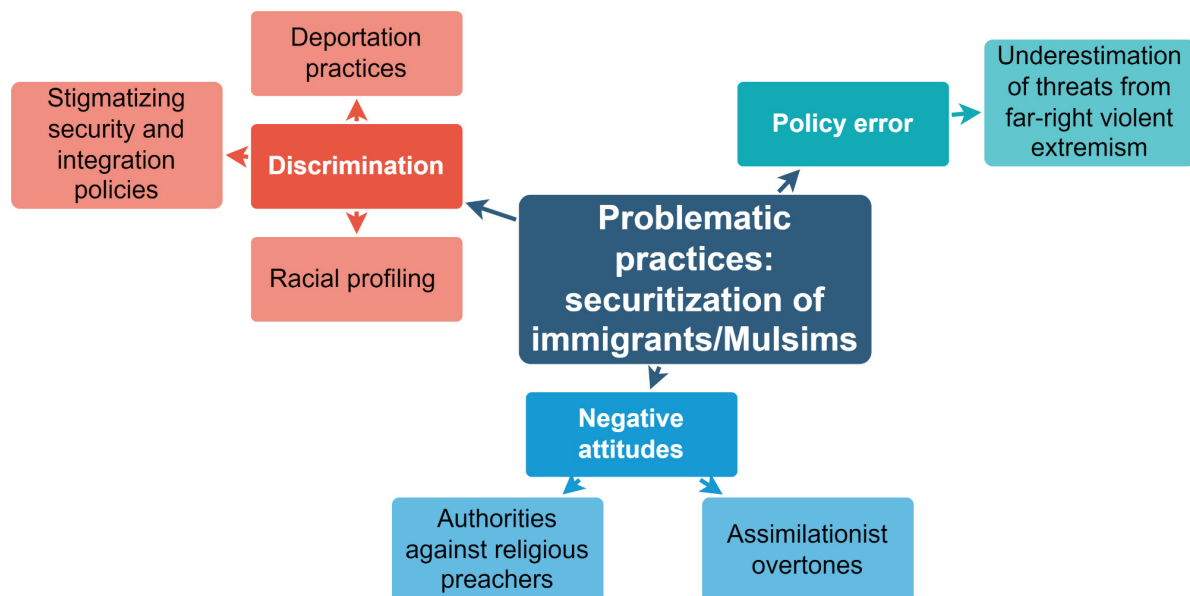 Deportation
practices
Stigmatizing
security and
integration
policies
Discrimination
Racial profiling
Policy error
Underestimation
of threats from
far-right violent
extremism
Problematic
practices:
securitization of
immigrants/Mulsims
Negative
attitudes
Authorities
against religious
preachers
Assimilationist
overtones